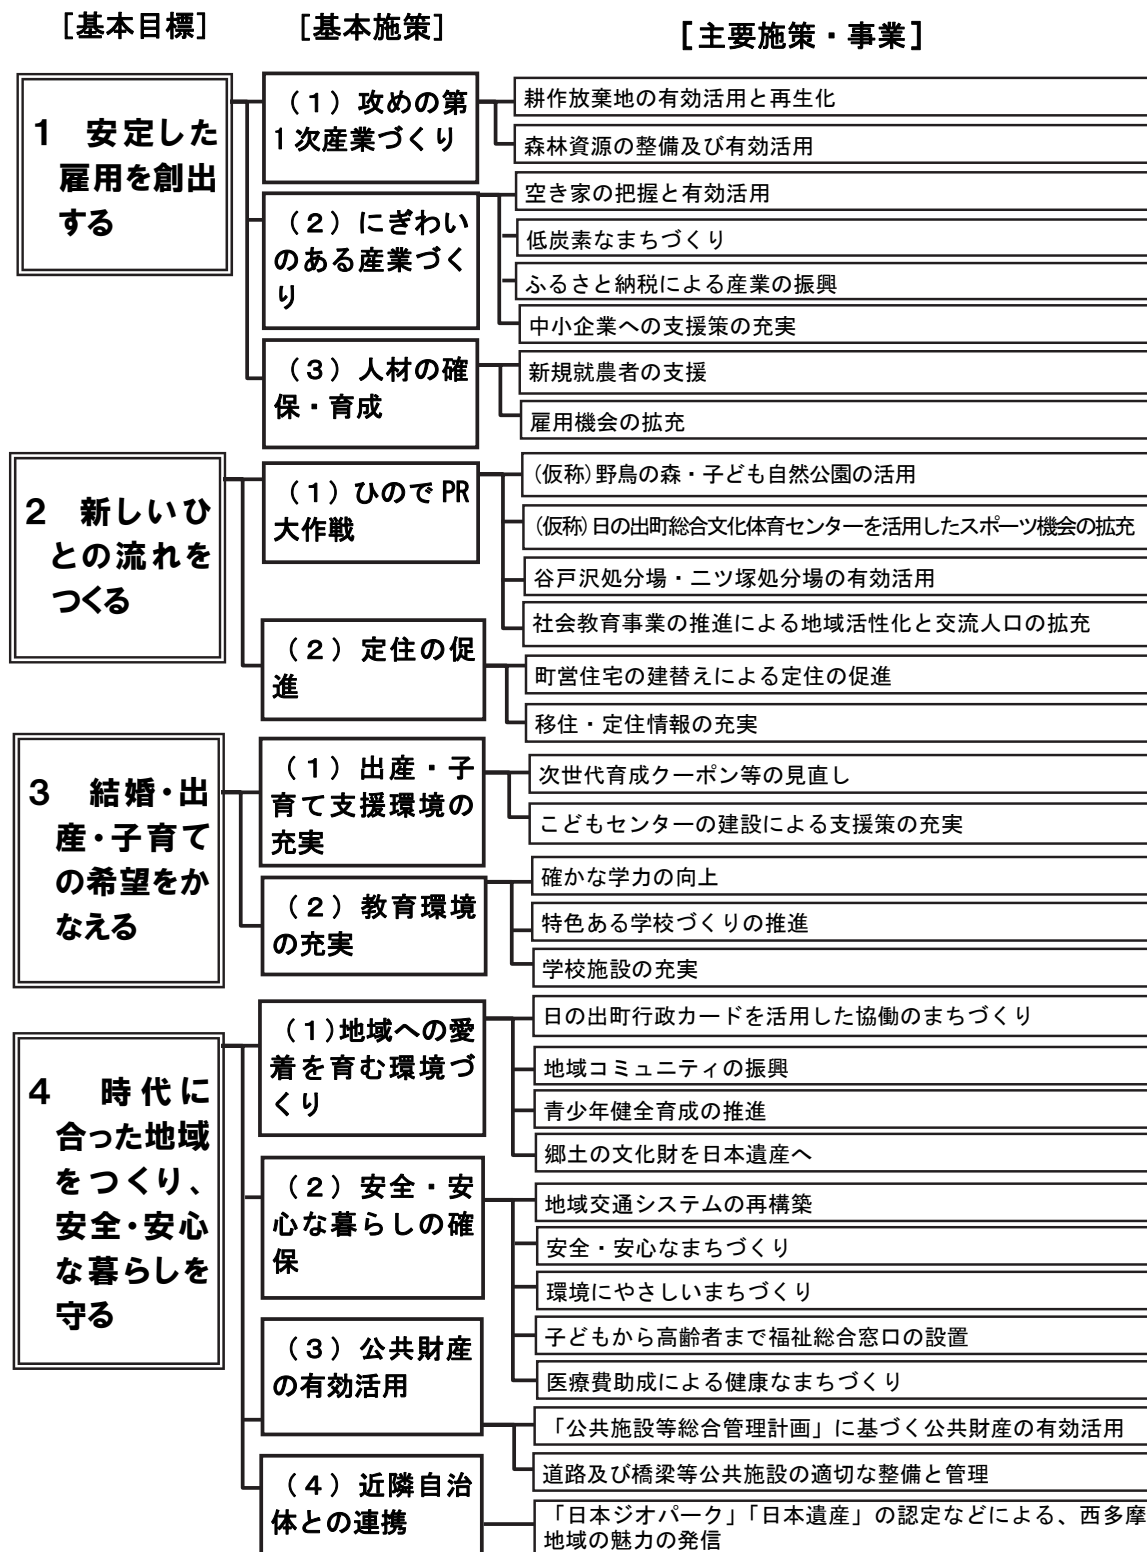 ［基本目標］　［基本施策］　［主要施策・事業］
１　安定した
雇用を創出
する
（１）攻めの第
１次産業づくり
耕作放棄地の有効活用と再生化
森林資源の整備及び有効活用
（２）にぎわい
のある産業づく
り
空き家の把握と有効活用
低炭素なまちづくり
ふるさと納税による産業の振興
中小企業への支援策の充実
（３）人材の確
保・育成
新規就農者の支援
雇用機会の拡充
２　新しいひ
との流れを
つくる
（１）ひので PR
大作戦
（仮称）野鳥の森・子ども自然公園の活用
（仮称）日の出町総合文化体育センターを活用したスポーツ機会の拡充
谷戸沢処分場・二ツ塚処分場の有効活用
社会教育事業の推進による地域活性化と交流人口の拡充
（２）定住の促
進
町営住宅の建替えによる定住の促進
移住・定住情報の充実
３　結婚・出
産・子育て
の希望をか
なえる
（１）出産・子
育て支援環境の
充実
次世代育成クーポン等の見直し
こどもセンターの建設による支援策の充実
（２）教育環境
の充実
確かな学力の向上
特色ある学校づくりの推進
学校施設の充実
４　時代に
合った地域
をつくり、
安全・安心
な暮らしを
守る
（１）地域への愛
着を育む環境づ
くり
日の出町行政カードを活用した協働のまちづくり
地域コミュニティの振興
青少年健全育成の推進
郷土の文化財を日本遺産へ
（２）安全・安
心な暮らしの確
保
地域交通システムの再構築
安全・安心なまちづくり
環境にやさしいまちづくり
子どもから高齢者まで福祉総合窓口の設置
医療費助成による健康なまちづくり
（３）公共財産
の有効活用
「公共施設等総合管理計画」に基づく公共財産の有効活用
道路及び橋梁等公共施設の適切な整備と管理
（４）近隣自治
体との連携
「日本ジオパーク」「日本遺産」の認定などによる、西多摩
地域の魅力の発信